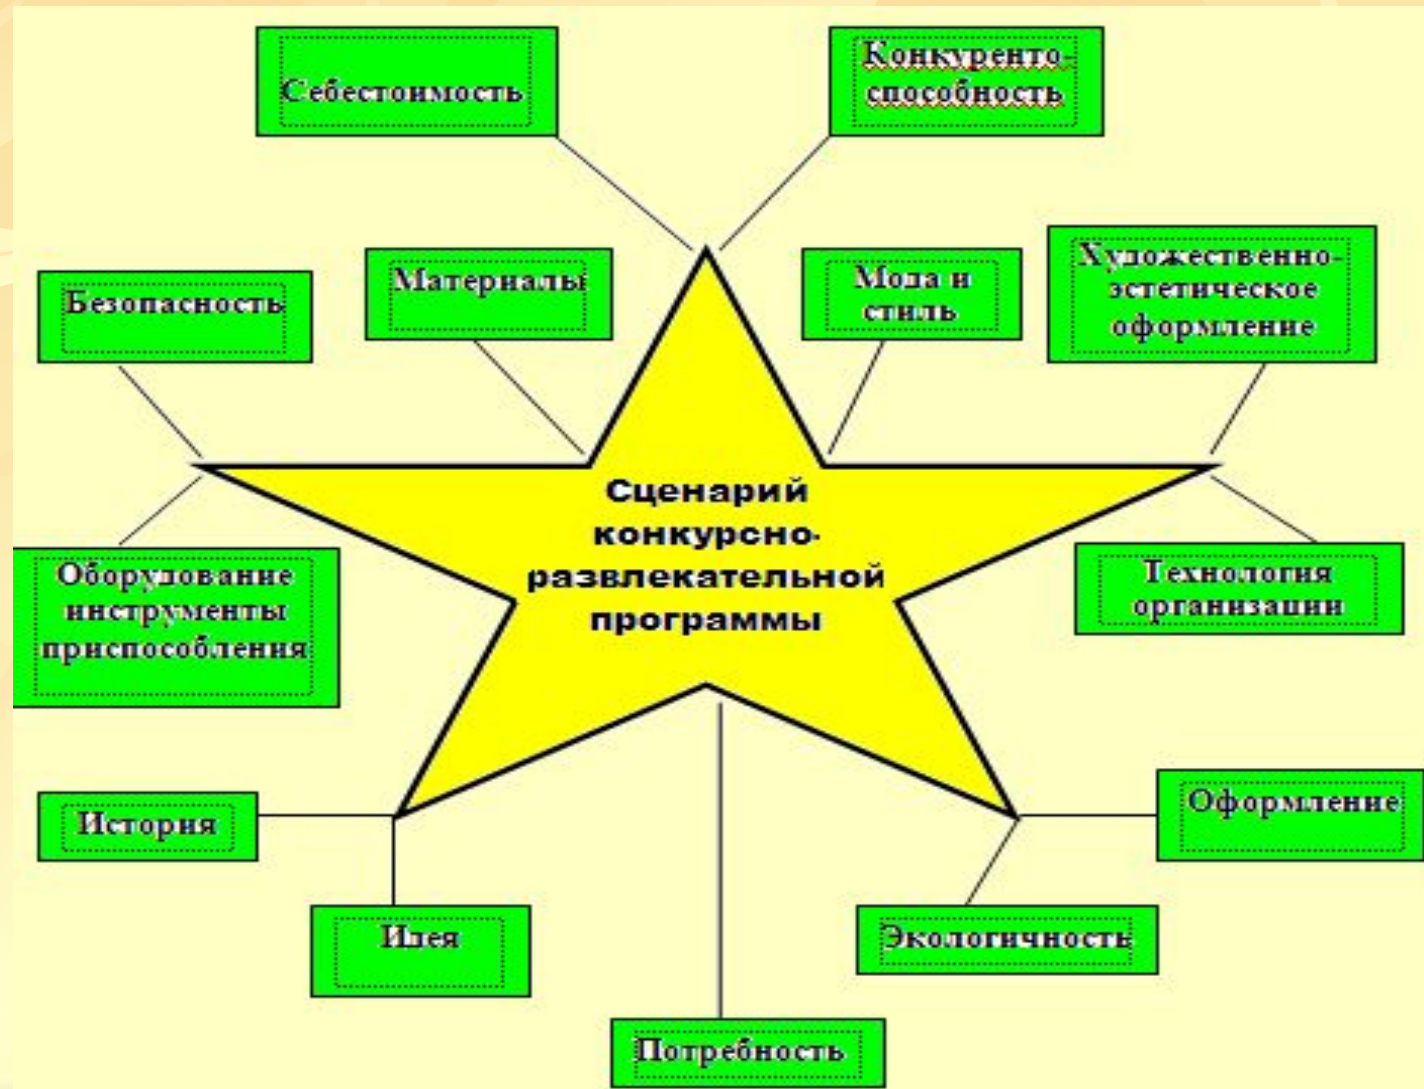 Себестоимость
Конкуренто-
способность
Безопасность
Материалы
Мода и
стиль
Художественно-
эстетическое
оформление
Сценарий
конкурсно-
развлекательной
программы
Оборудование
инструменты
приспособления
Технология
организации
История
Оформление
Идея
Экологичность
Потребность